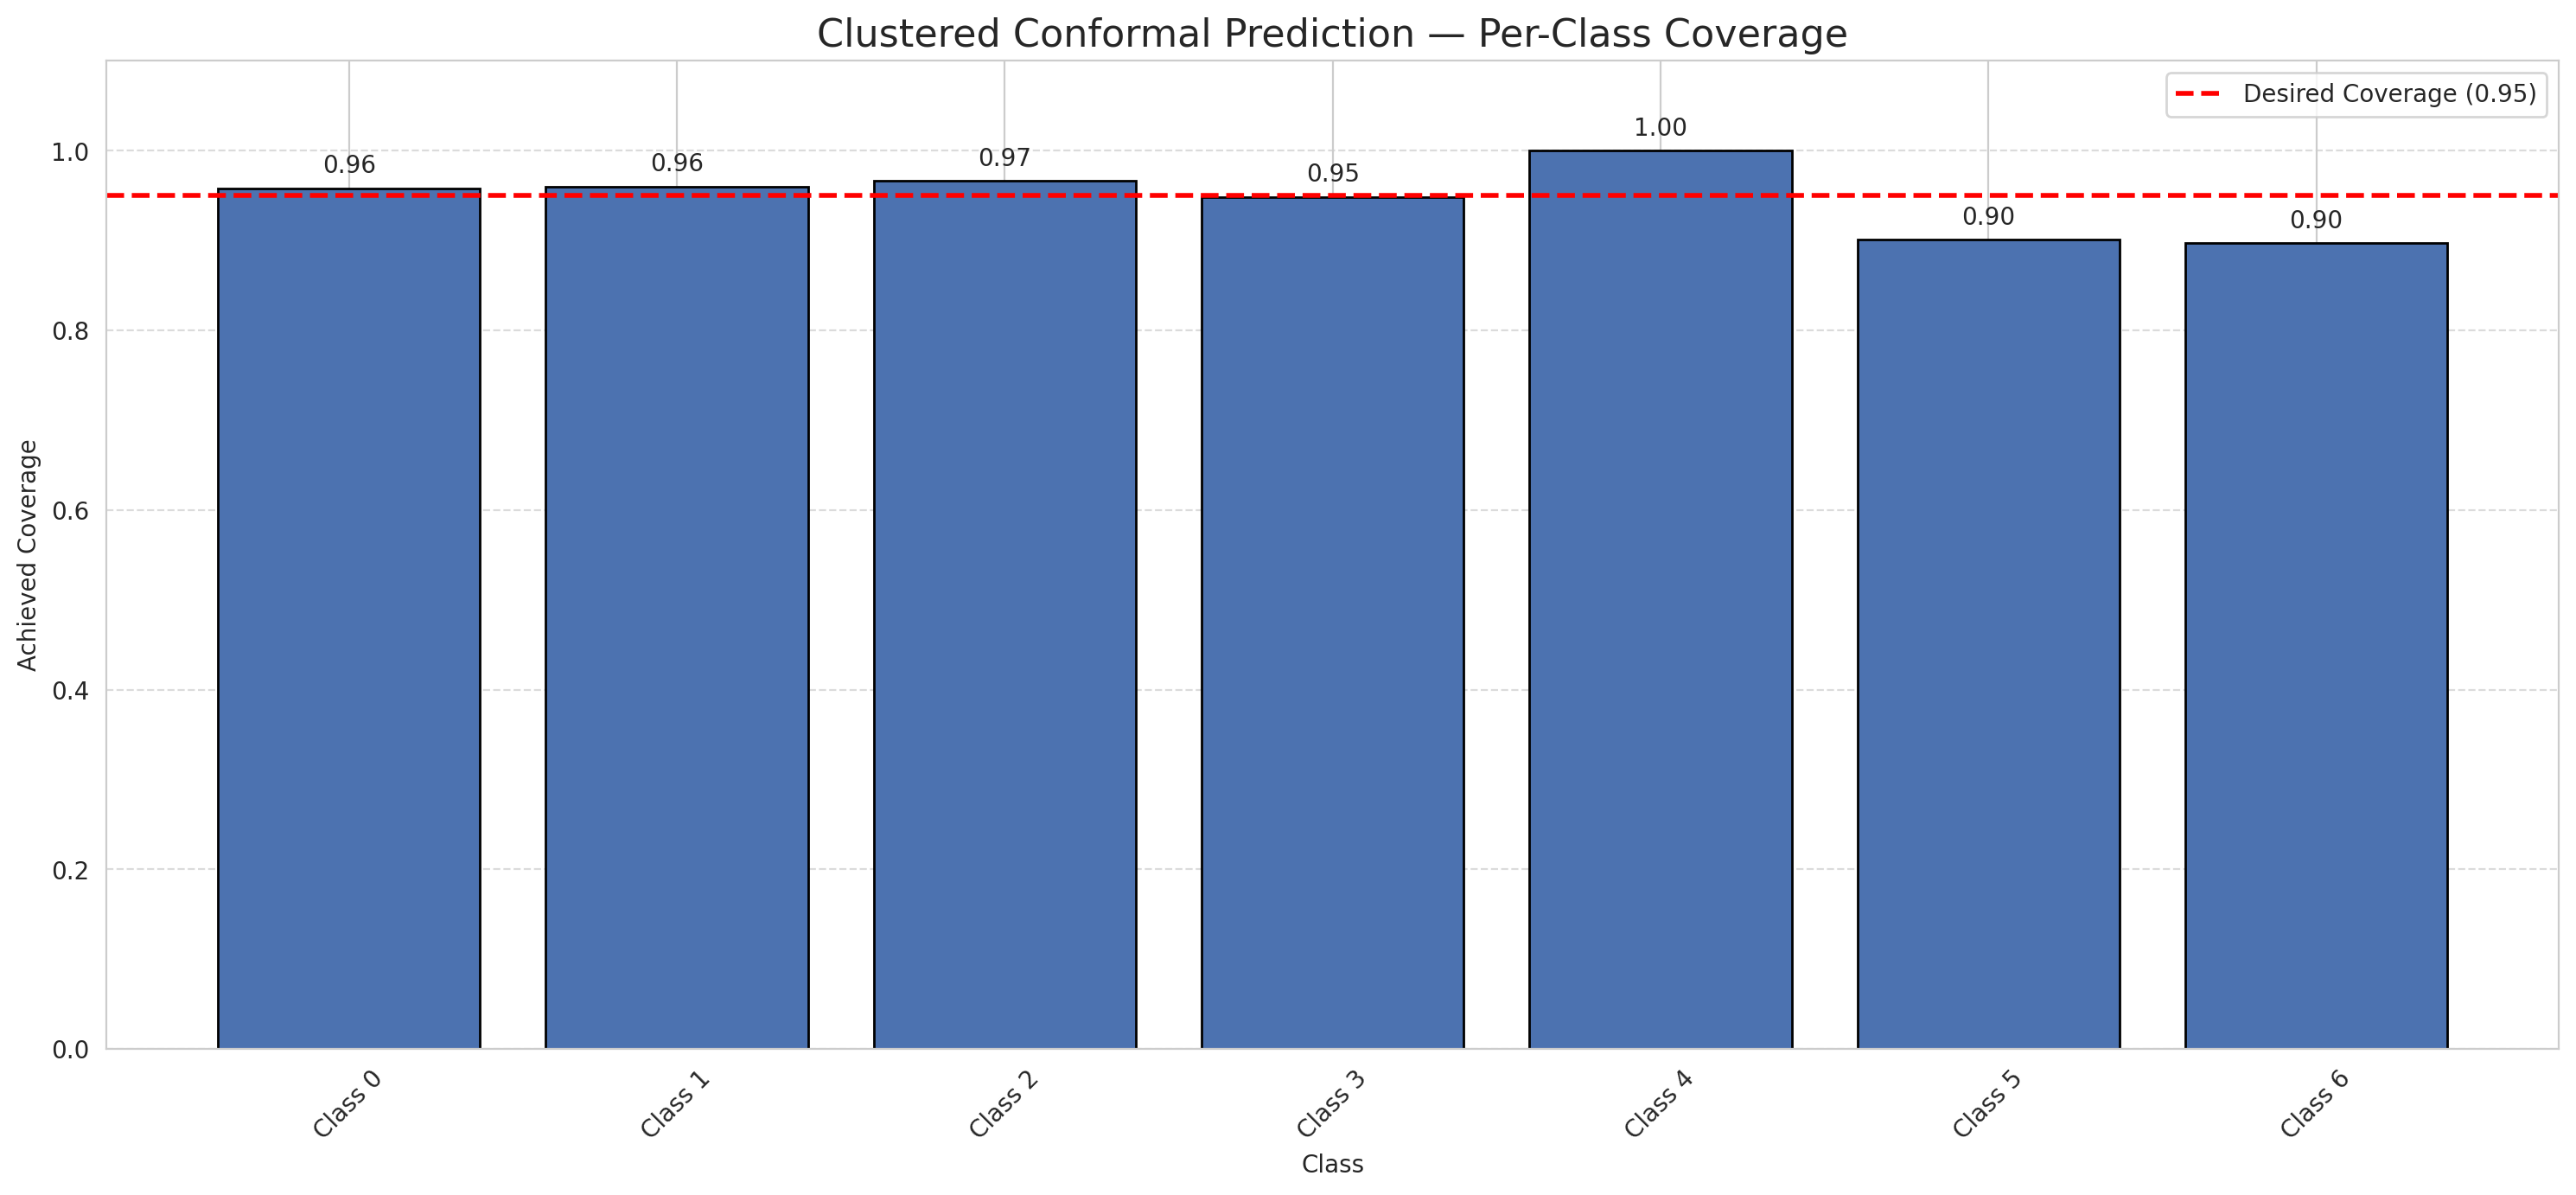 Clustered Conformal Prediction — Per-Class Coverage
Desired Coverage (0.95)
1.00
0.96
0.96
0.97
0.95
0.90
0.90
1.0
0.8
0.6
0.4
0.2
0.0
Achieved Coverage
Class 0
Class 1
Class 2
Class 3
Class 4
Class 5
Class 6
Class